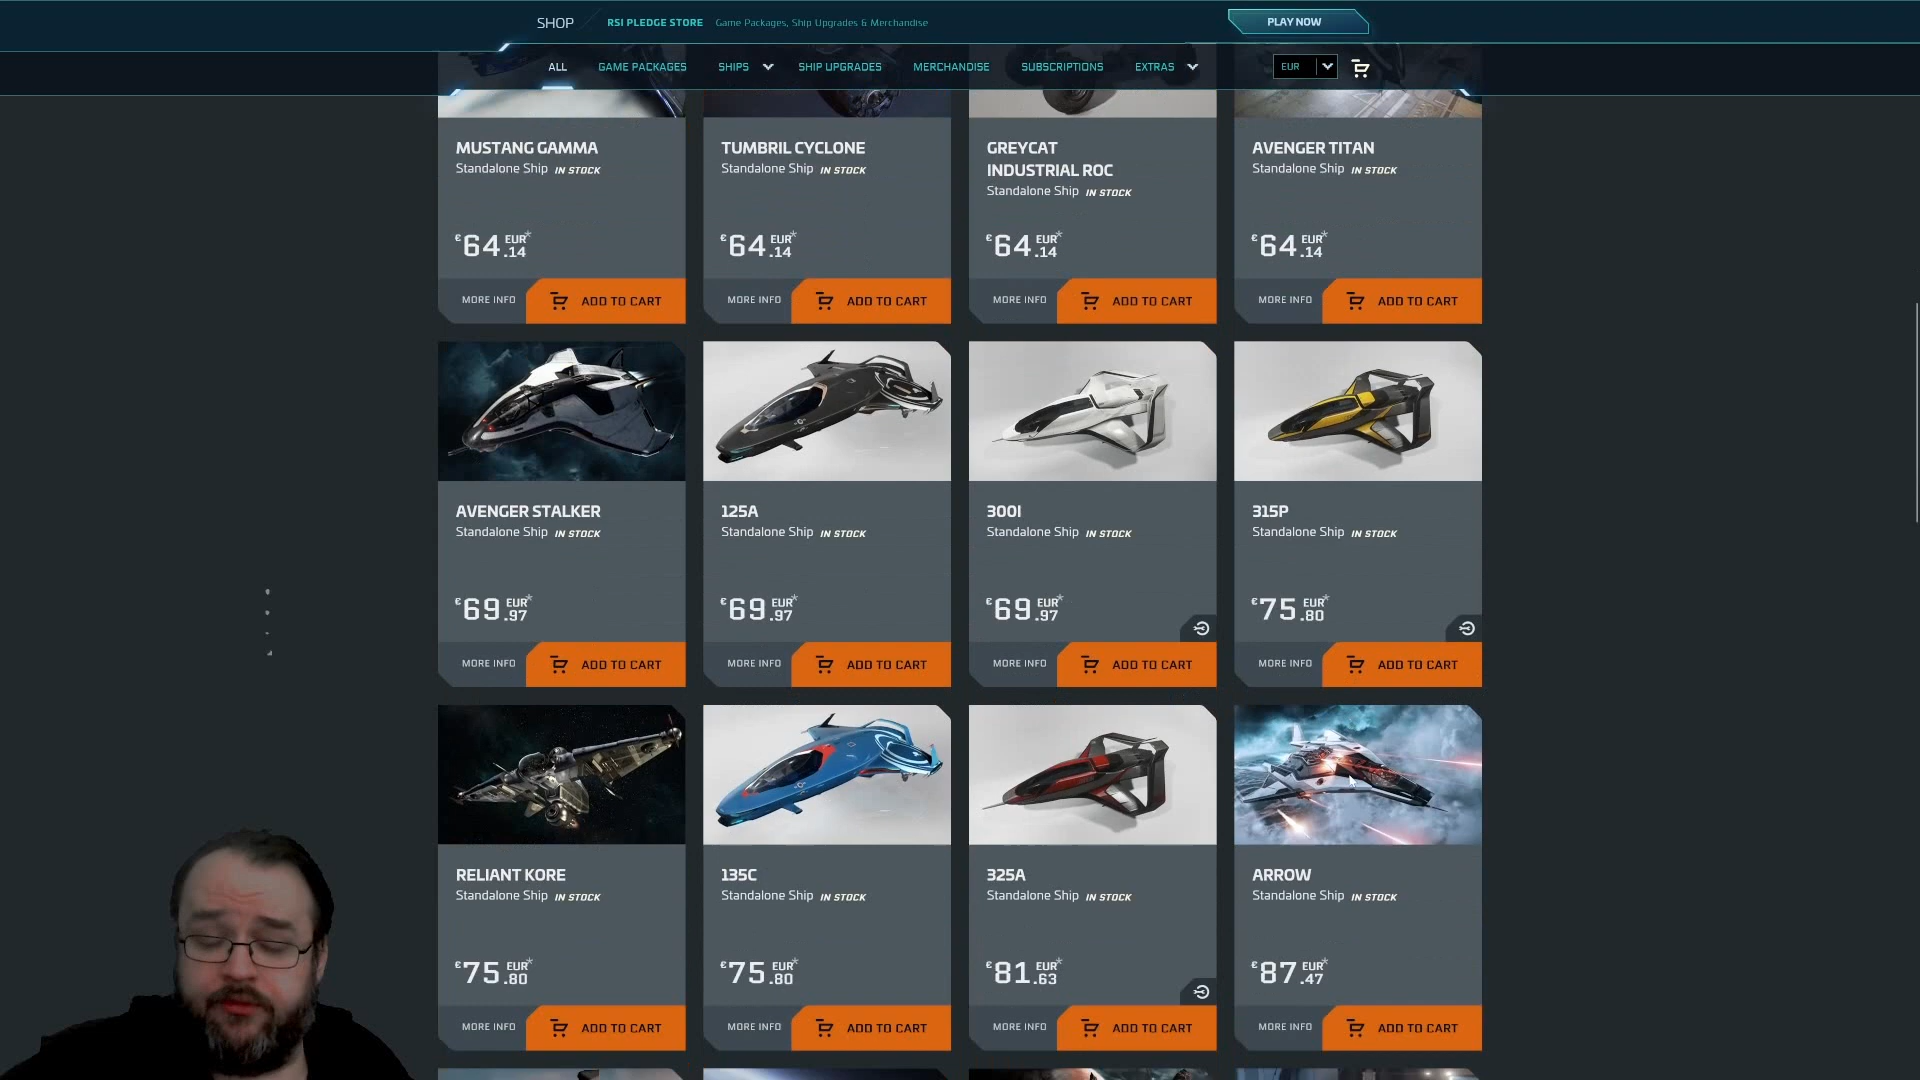 SHOP
RSI PLEDGE STORE Game Packages, Ship Upgrades & Merchandise
PLAY NOW
ALL GAME PACKAGES SHIPS SHIP UPGRADES MERCHANDISE SUBSCRIPTIONS EXTRAS EUR
MUSTANG GAMMA
Standalone Ship IN STOCK
€64.14 EUR*
MORE INFO ADD TO CART
TUMBRIL CYCLONE
Standalone Ship IN STOCK
€64.14 EUR*
MORE INFO ADD TO CART
GREYCAT
INDUSTRIAL ROC
Standalone Ship IN STOCK
€64.14 EUR*
MORE INFO ADD TO CART
AVENGER TITAN
Standalone Ship IN STOCK
€64.14 EUR*
MORE INFO ADD TO CART
AVENGER STALKER
Standalone Ship IN STOCK
€69.97 EUR*
MORE INFO ADD TO CART
125A
Standalone Ship IN STOCK
€69.97 EUR*
MORE INFO ADD TO CART
300I
Standalone Ship IN STOCK
€69.97 EUR*
MORE INFO ADD TO CART
315P
Standalone Ship IN STOCK
€75.80 EUR*
MORE INFO ADD TO CART
RELIANT KORE
Standalone Ship IN STOCK
€75.80 EUR*
MORE INFO ADD TO CART
135C
Standalone Ship IN STOCK
€75.80 EUR*
MORE INFO ADD TO CART
325A
Standalone Ship IN STOCK
€81.63 EUR*
MORE INFO ADD TO CART
ARROW
Standalone Ship IN STOCK
€87.47 EUR*
MORE INFO ADD TO CART